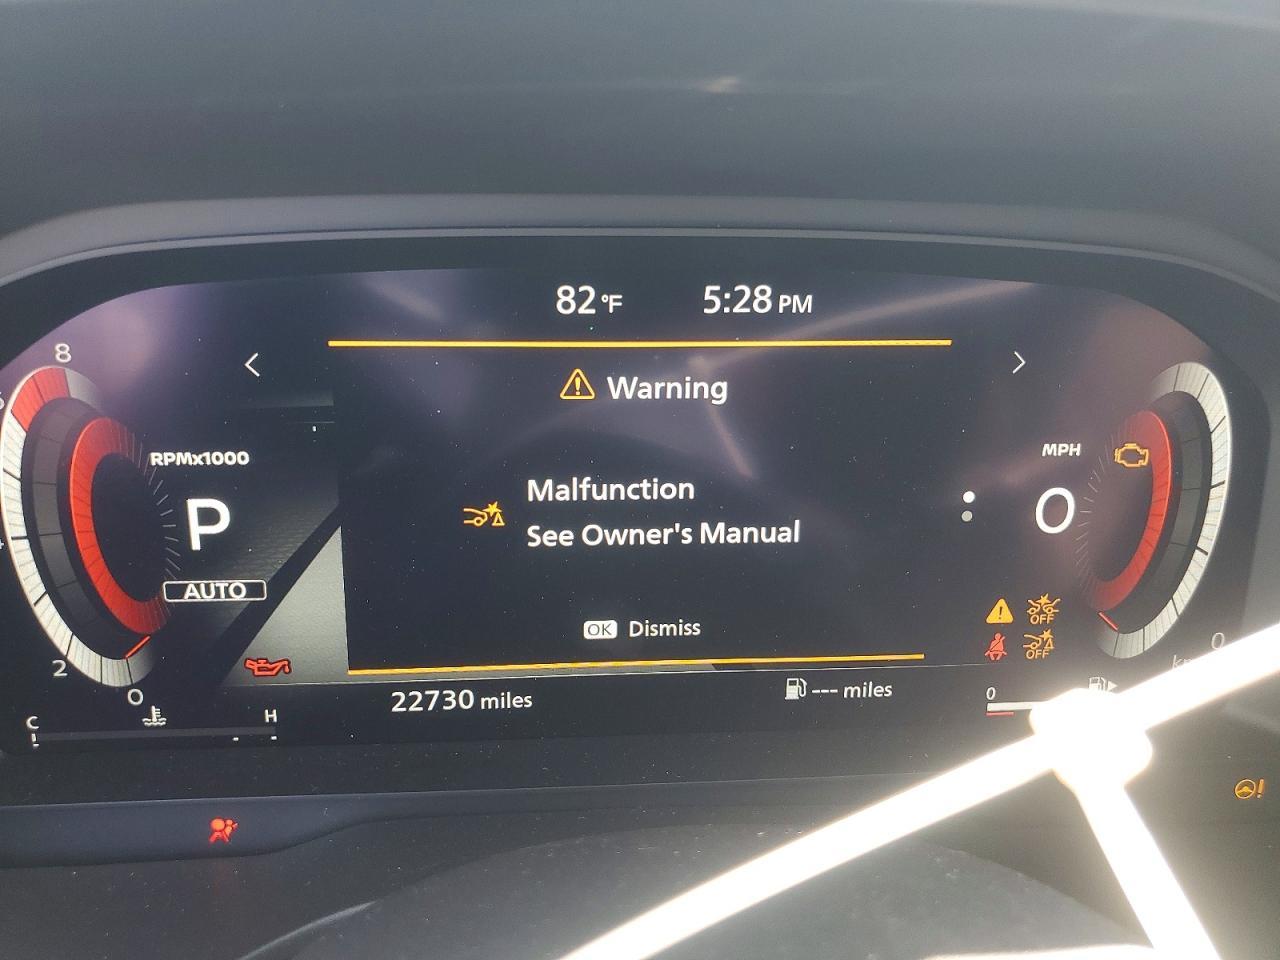 82 °F 5:28 PM
8
Warning
RPMx1000
MPH
P
Malfunction
0
See Owner's Manual
AUTO
OK Dismiss
OFF
OFF
2
0
0
22730 miles
--- miles
0
C
H